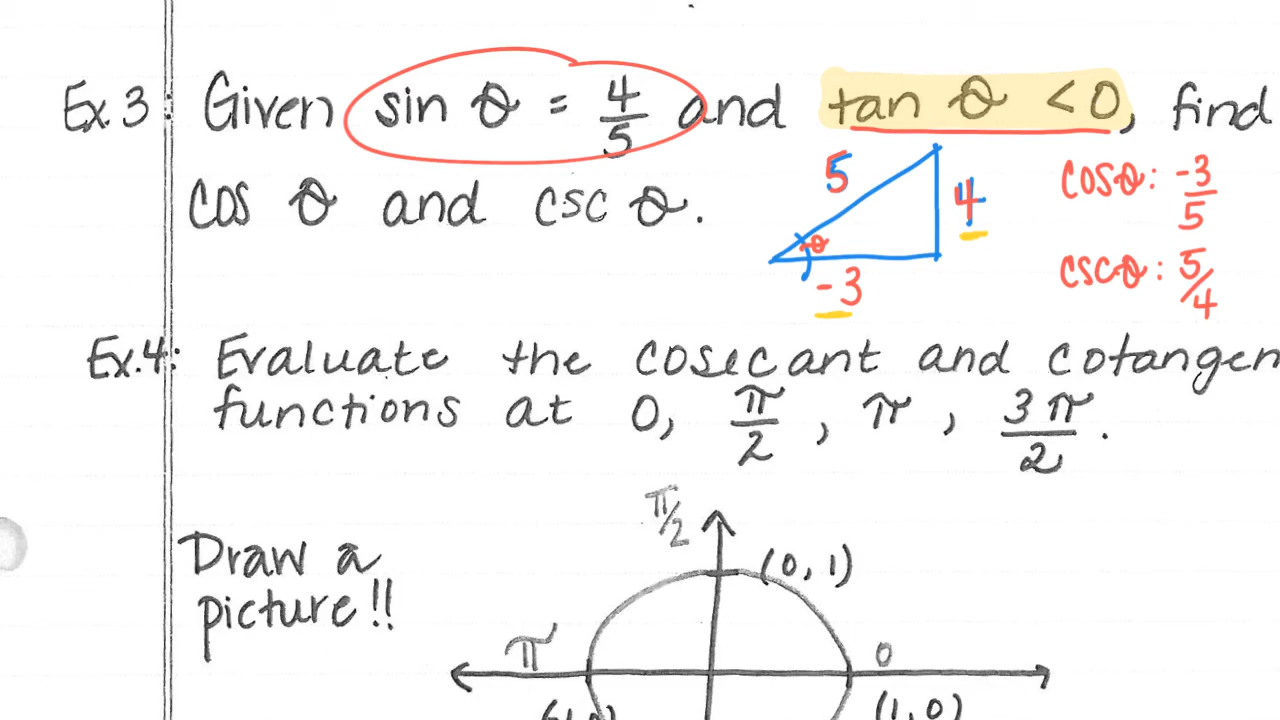 Ex.3: Given sin θ = 4/5 and tan θ < 0, find
cos θ and csc θ.
5
4
θ
-3
cosθ: -3/5
cscθ: 5/4
Ex.4: Evaluate the cosecant and cotangen
functions at 0, π/2, π, 3π/2.
Draw a
picture!!
π/2
(0, 1)
π
0
(1, 0)